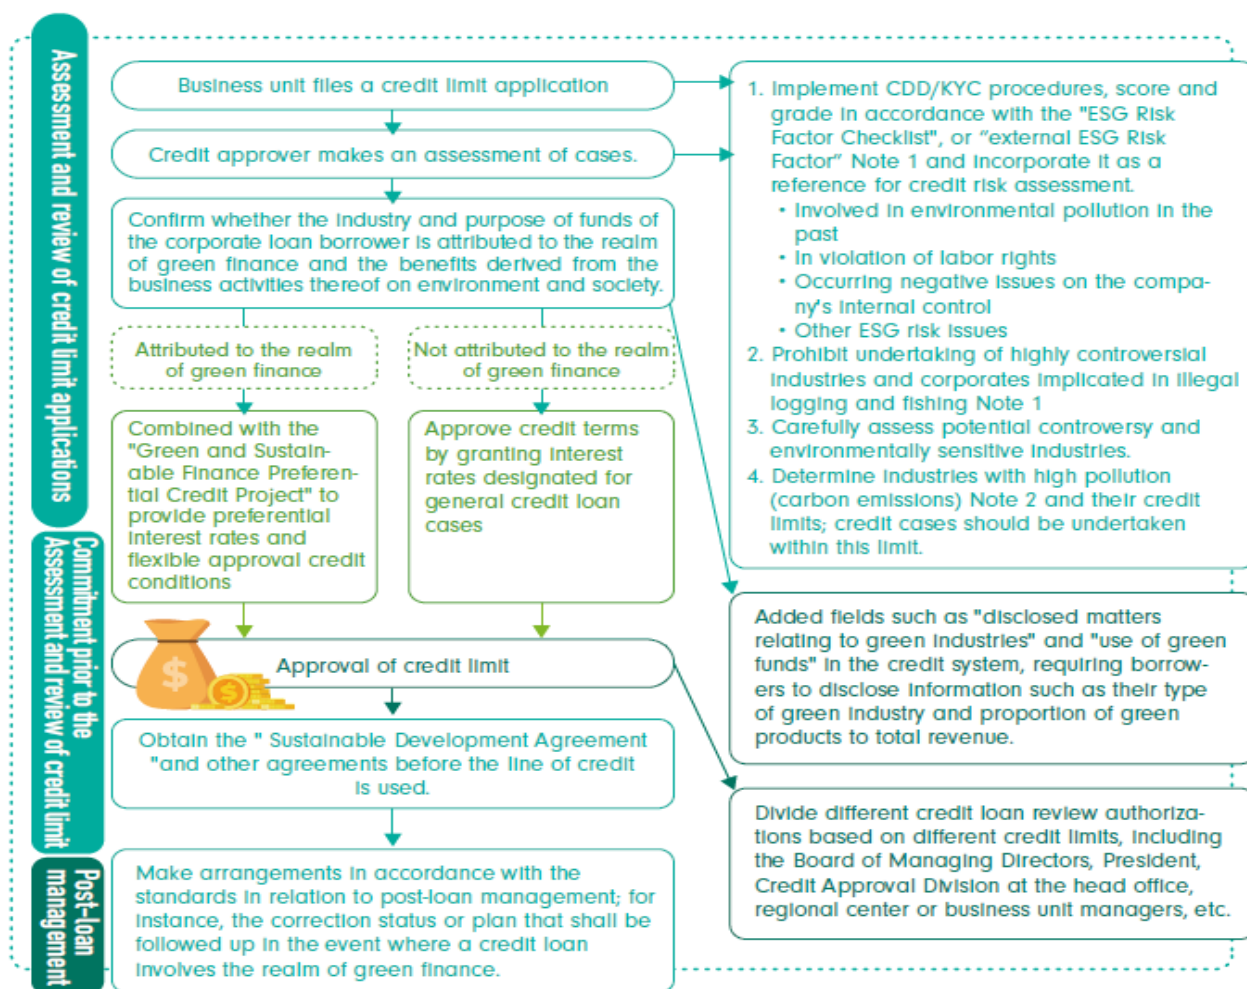 Assessment and review of credit limit applications
Business unit files a credit limit application
Credit approver makes an assessment of cases.
Confirm whether the industry and purpose of funds of
the corporate loan borrower is attributed to the realm
of green finance and the benefits derived from the
business activities thereof on environment and society.
Attributed to the realm
of green finance
Not attributed to the realm
of green finance
Combined with the
"Green and Sustain-
able Finance Preferen-
tial Credit Project" to
provide preferential
interest rates and
flexible approval credit
conditions
Approve credit terms
by granting interest
rates designated for
general credit loan
cases
Commitment prior to the
Assessment and review of credit limit
Approval of credit limit
Obtain the " Sustainable Development Agreement
"and other agreements before the line of credit
is used.
Post-loan
management
Make arrangements in accordance with the
standards in relation to post-loan management; for
instance, the correction status or plan that shall be
followed up in the event where a credit loan
involves the realm of green finance.
1. Implement CDD/KYC procedures, score and
grade in accordance with the "ESG Risk
Factor Checklist", or “external ESG Risk
Factor” Note 1 and incorporate it as a
reference for credit risk assessment.
• Involved in environmental pollution in the
past
• In violation of labor rights
• Occurring negative issues on the compa-
ny's internal control
• Other ESG risk issues
2. Prohibit undertaking of highly controversial
industries and corporates implicated in illegal
logging and fishing Note 1
3. Carefully assess potential controversy and
environmentally sensitive industries.
4. Determine industries with high pollution
(carbon emissions) Note 2 and their credit
limits; credit cases should be undertaken
within this limit.
Added fields such as "disclosed matters
relating to green industries" and "use of green
funds" in the credit system, requiring borrow-
ers to disclose information such as their type
of green industry and proportion of green
products to total revenue.
Divide different credit loan review authoriza-
tions based on different credit limits, including
the Board of Managing Directors, President,
Credit Approval Division at the head office,
regional center or business unit managers, etc.
$
$